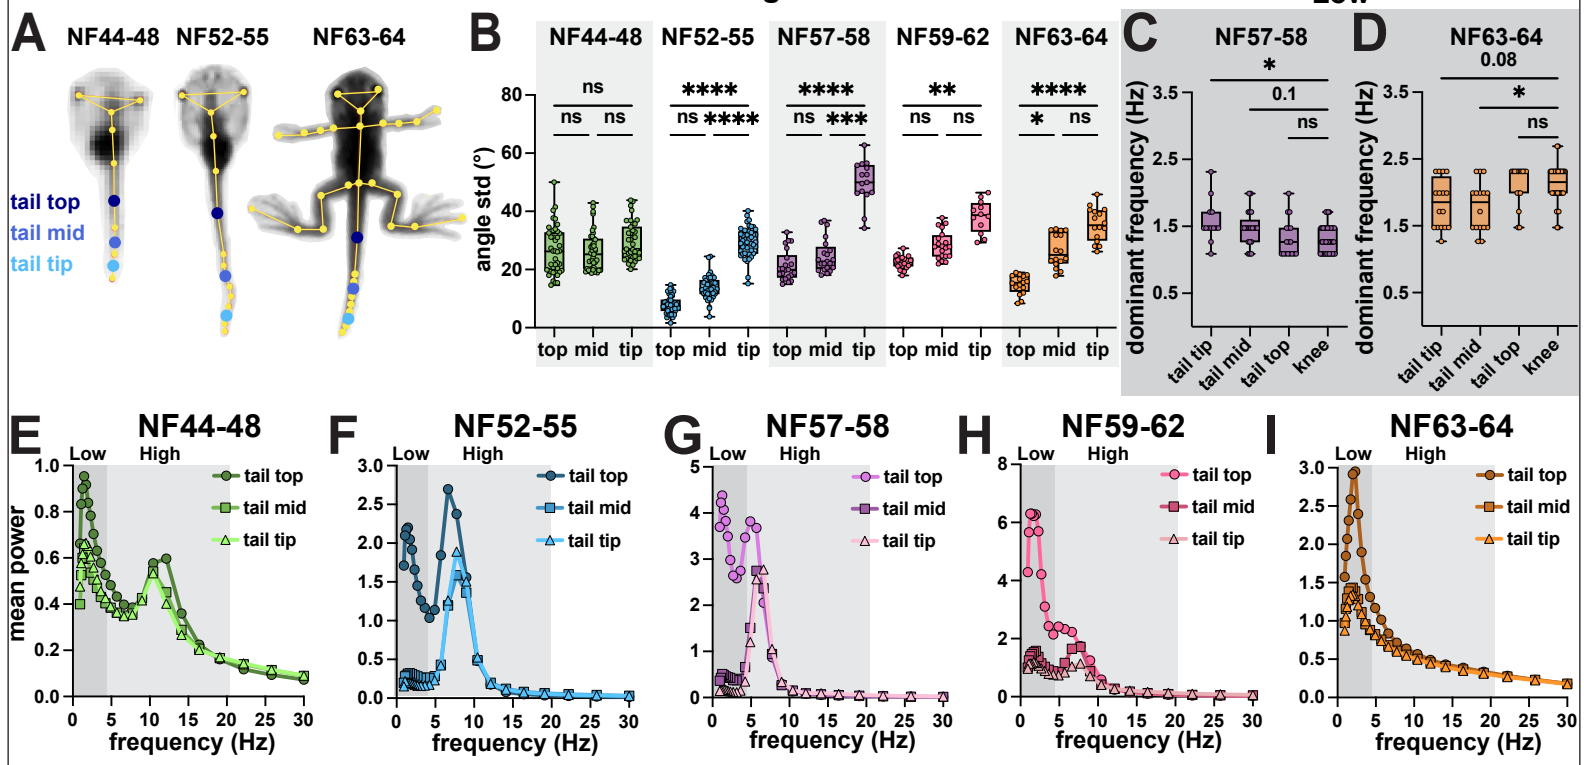 A
NF44-48
NF52-55
NF63-64
tail top
tail mid
tail tip
B
NF44-48
NF52-55
NF57-58
NF59-62
NF63-64
ns
****
****
**
****
ns
ns
ns
****
ns
***
ns
ns
*
ns
angle std (°)
80
60
40
20
0
top mid tip
top mid tip
top mid tip
top mid tip
top mid tip
C
NF57-58
*
0.1
ns
dominant frequency (Hz)
3.5
2.5
1.5
0.5
tail tip
tail mid
tail top
knee
D
NF63-64
0.08
*
ns
dominant frequency (Hz)
3.5
2.5
1.5
0.5
tail tip
tail mid
tail top
knee
E
NF44-48
Low
High
tail top
tail mid
tail tip
mean power
1.0
0.8
0.6
0.4
0.2
0.0
0 5 10 15 20 25 30
frequency (Hz)
F
NF52-55
Low
High
tail top
tail mid
tail tip
3.0
2.5
2.0
1.5
1.0
0.5
0.0
0 5 10 15 20 25 30
frequency (Hz)
G
NF57-58
Low
High
tail top
tail mid
tail tip
5
4
3
2
1
0
0 5 10 15 20 25 30
frequency (Hz)
H
NF59-62
Low
High
tail top
tail mid
tail tip
8
6
4
2
0
0 5 10 15 20 25 30
frequency (Hz)
I
NF63-64
Low
High
tail top
tail mid
tail tip
3.0
2.5
2.0
1.5
1.0
0.5
0.0
0 5 10 15 20 25 30
frequency (Hz)